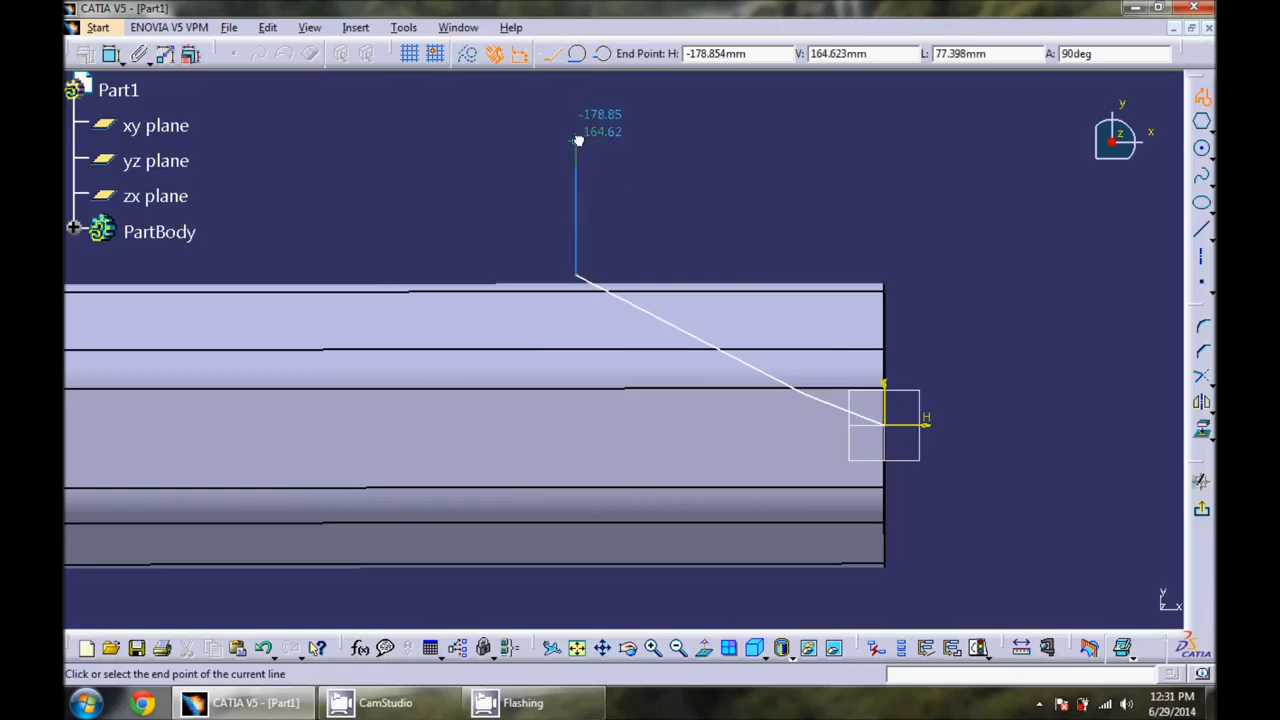 CATIA V5 - [Part1]
Start ENOVIA V5 VPM File Edit View Insert Tools Window Help
End Point: H: -178.854mm V: 164.623mm L: 77.398mm A: 90deg
Part1
xy plane
yz plane
zx plane
PartBody
-178.85
164.62
y
z x
H
y
z x
f(x)
CATIA
Click or select the end point of the current line
CATIA V5 - [Part1] CamStudio Flashing
12:31 PM
6/29/2014